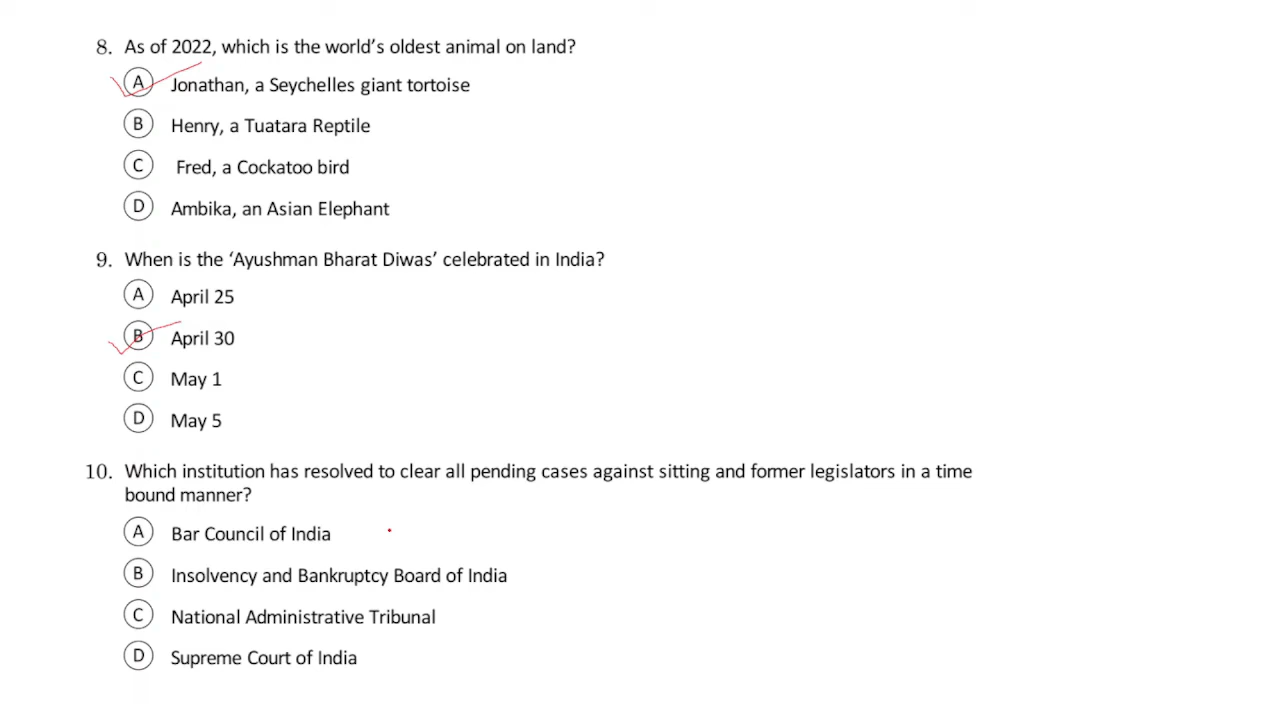 8. As of 2022, which is the world’s oldest animal on land?
A Jonathan, a Seychelles giant tortoise
B Henry, a Tuatara Reptile
C Fred, a Cockatoo bird
D Ambika, an Asian Elephant
9. When is the ‘Ayushman Bharat Diwas’ celebrated in India?
A April 25
B April 30
C May 1
D May 5
10. Which institution has resolved to clear all pending cases against sitting and former legislators in a time
bound manner?
A Bar Council of India
B Insolvency and Bankruptcy Board of India
C National Administrative Tribunal
D Supreme Court of India